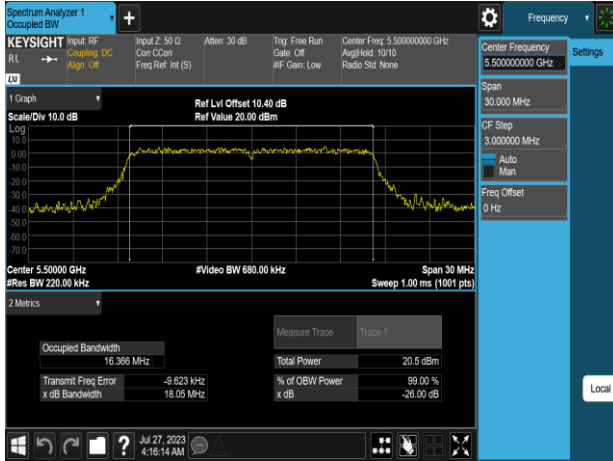 Spectrum Analyzer 1
Occupied BW
+
Frequency
KEYSIGHT
RL
LXI
Input: RF
Coupling: DC
Align: Off
Input Z: 50 Ω
Corr CCorr
Freq Ref: Int (S)
Atten: 30 dB
Trig: Free Run
Gate: Off
#IF Gain: Low
Center Freq: 5.500000000 GHz
Avg|Hold: 10/10
Radio Std: None
Center Frequency
5.500000000 GHz
Settings
Span
30.000 MHz
CF Step
3.000000 MHz
Auto
Man
Freq Offset
0 Hz
Local
1 Graph
Scale/Div 10.0 dB
Ref Lvl Offset 10.40 dB
Ref Value 20.00 dBm
Log
10.0
0.00
-10.0
-20.0
-30.0
-40.0
-50.0
-60.0
-70.0
Center 5.50000 GHz
#Video BW 680.00 kHz
Span 30 MHz
#Res BW 220.00 kHz
Sweep 1.00 ms (1001 pts)
2 Metrics
Measure Trace
Trace 1
Occupied Bandwidth
16.366 MHz
Total Power
20.5 dBm
Transmit Freq Error
-9.623 kHz
% of OBW Power
99.00 %
x dB Bandwidth
18.05 MHz
x dB
-26.00 dB
?
Jul 27, 2023
4:16:14 AM